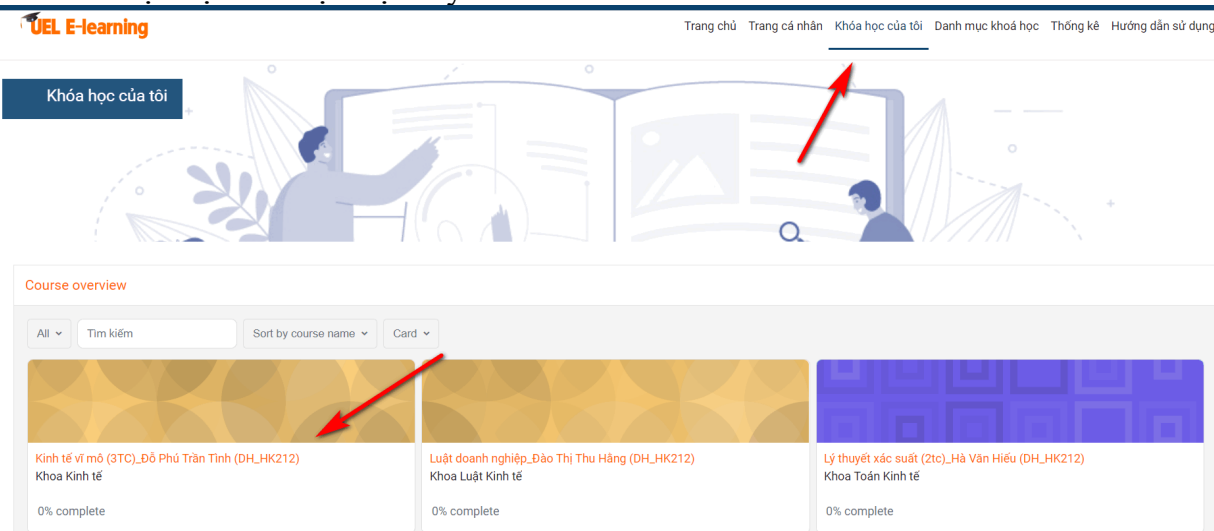 UEL E-learning
Trang chủ Trang cá nhân Khóa học của tôi Danh mục khoá học Thống kê Hướng dẫn sử dụng
Khóa học của tôi
Course overview
All Tìm kiếm Sort by course name Card
Kinh tế vĩ mô (3TC)_Đỗ Phú Trần Tình (DH_HK212)
Khoa Kinh tế
0% complete
Luật doanh nghiệp_Đào Thị Thu Hằng (DH_HK212)
Khoa Luật Kinh tế
0% complete
Lý thuyết xác suất (2tc)_Hà Văn Hiếu (DH_HK212)
Khoa Toán Kinh tế
0% complete